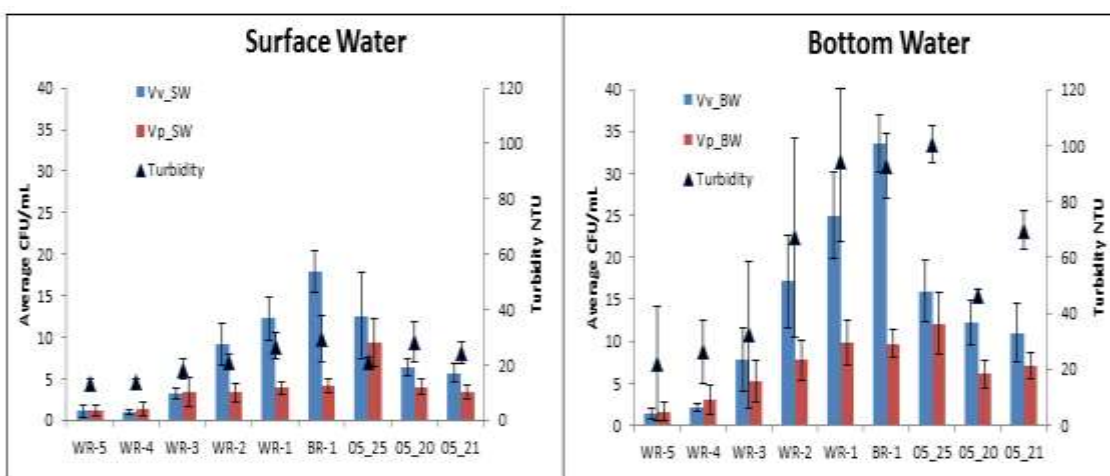 Surface Water
40
35
30
25
20
15
10
5
0
Average CFU/mL
Vv_SW
Vp_SW
Turbidity
120
100
80
60
40
20
0
Turbidity NTU
WR-5 WR-4 WR-3 WR-2 WR-1 BR-1 05_25 05_20 05_21
Bottom Water
40
35
30
25
20
15
10
5
0
Average CFU/mL
Vv_BW
Vp_BW
Turbidity
120
100
80
60
40
20
0
Turbidity NTU
WR-5 WR-4 WR-3 WR-2 WR-1 BR-1 05_25 05_20 05_21